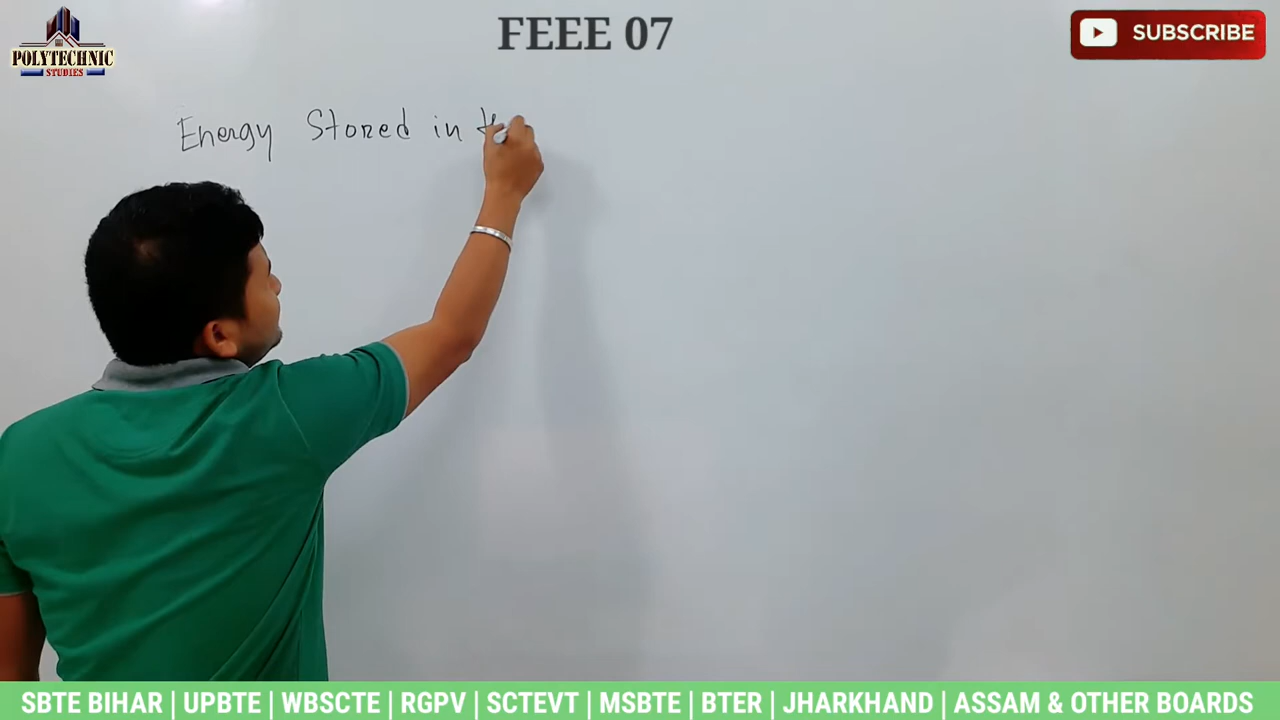 FEEE 07
SUBSCRIBE
POLYTECHNIC
STUDIES
Energy Stored in
SBTE BIHAR | UPBTE | WBSCTE | RGPV | SCTEVT | MSBTE | BTER | JHARKHAND | ASSAM & OTHER BOARDS